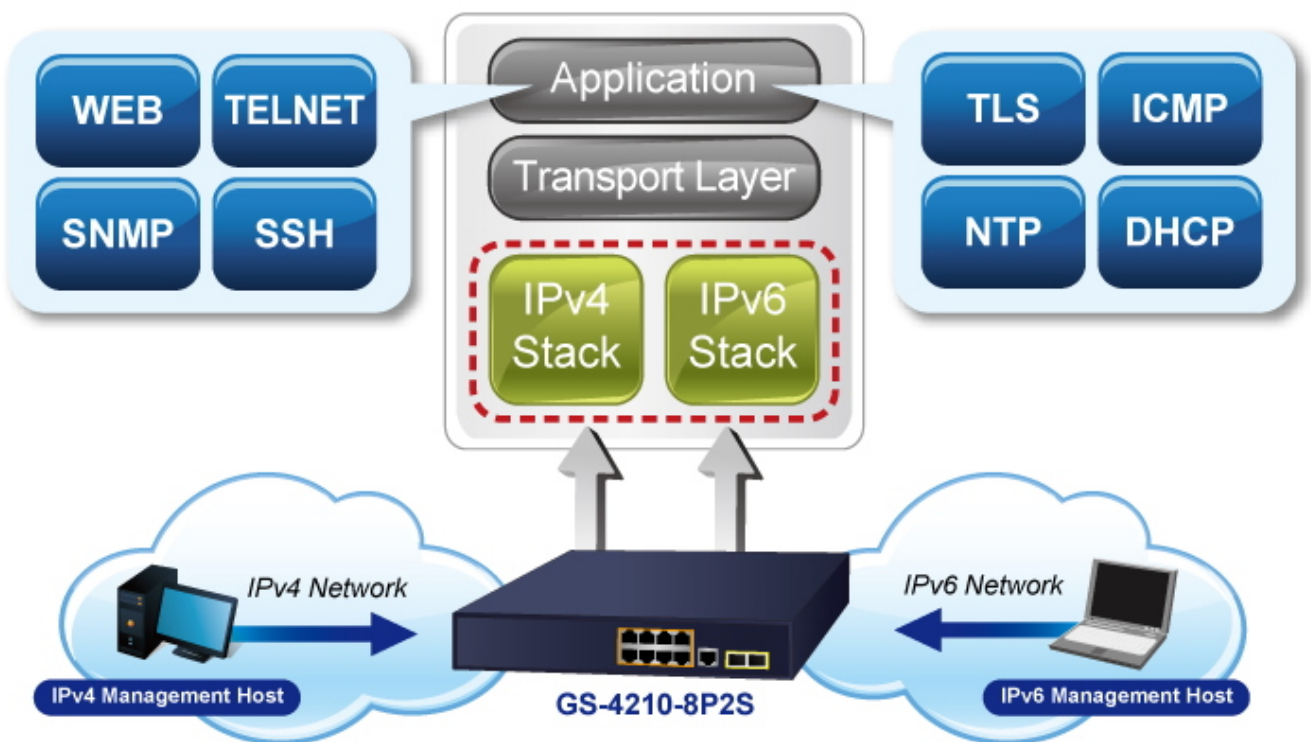 Application
WEB
TELNET
SNMP
SSH
Transport Layer
TLS
ICMP
NTP
DHCP
IPv4
Stack
IPv6
Stack
IPv4 Network
IPv6 Network
IPv4 Management Host
GS-4210-8P2S
IPv6 Management Host